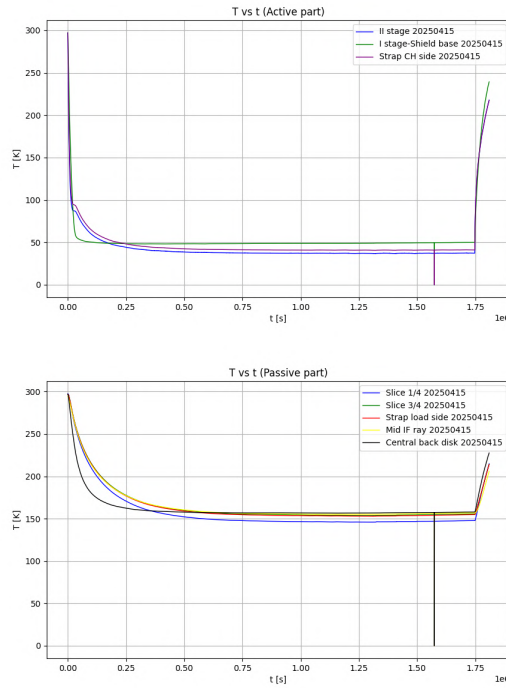 T vs t (Active part)
II stage 20250415
I stage-Shield base 20250415
Strap CH side 20250415
300
250
200
150
100
50
0
T [K]
0.00 0.25 0.50 0.75 1.00 1.25 1.50 1.75
t [s]
1e6
T vs t (Passive part)
Slice 1/4 20250415
Slice 3/4 20250415
Strap load side 20250415
Mid IF ray 20250415
Central back disk 20250415
300
250
200
150
100
50
0
T [K]
0.00 0.25 0.50 0.75 1.00 1.25 1.50 1.75
t [s]